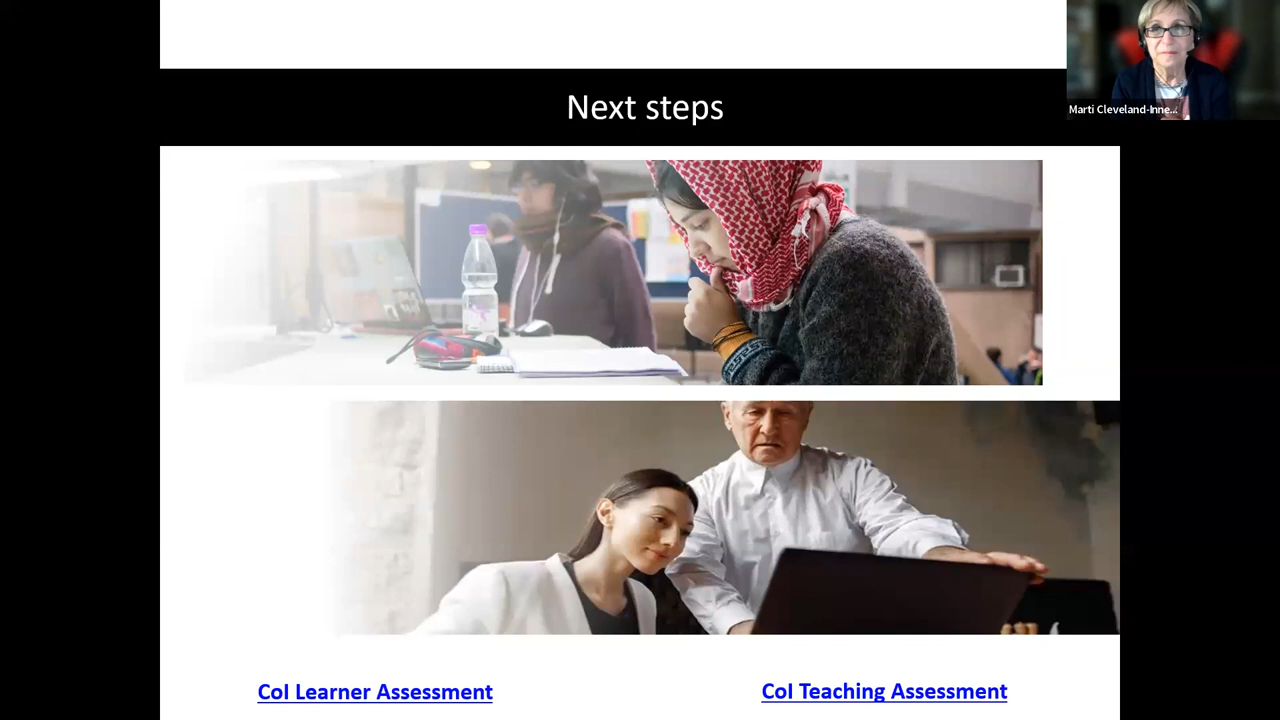 Next steps
Marti Cleveland-Inne...
CoI Learner Assessment
CoI Teaching Assessment